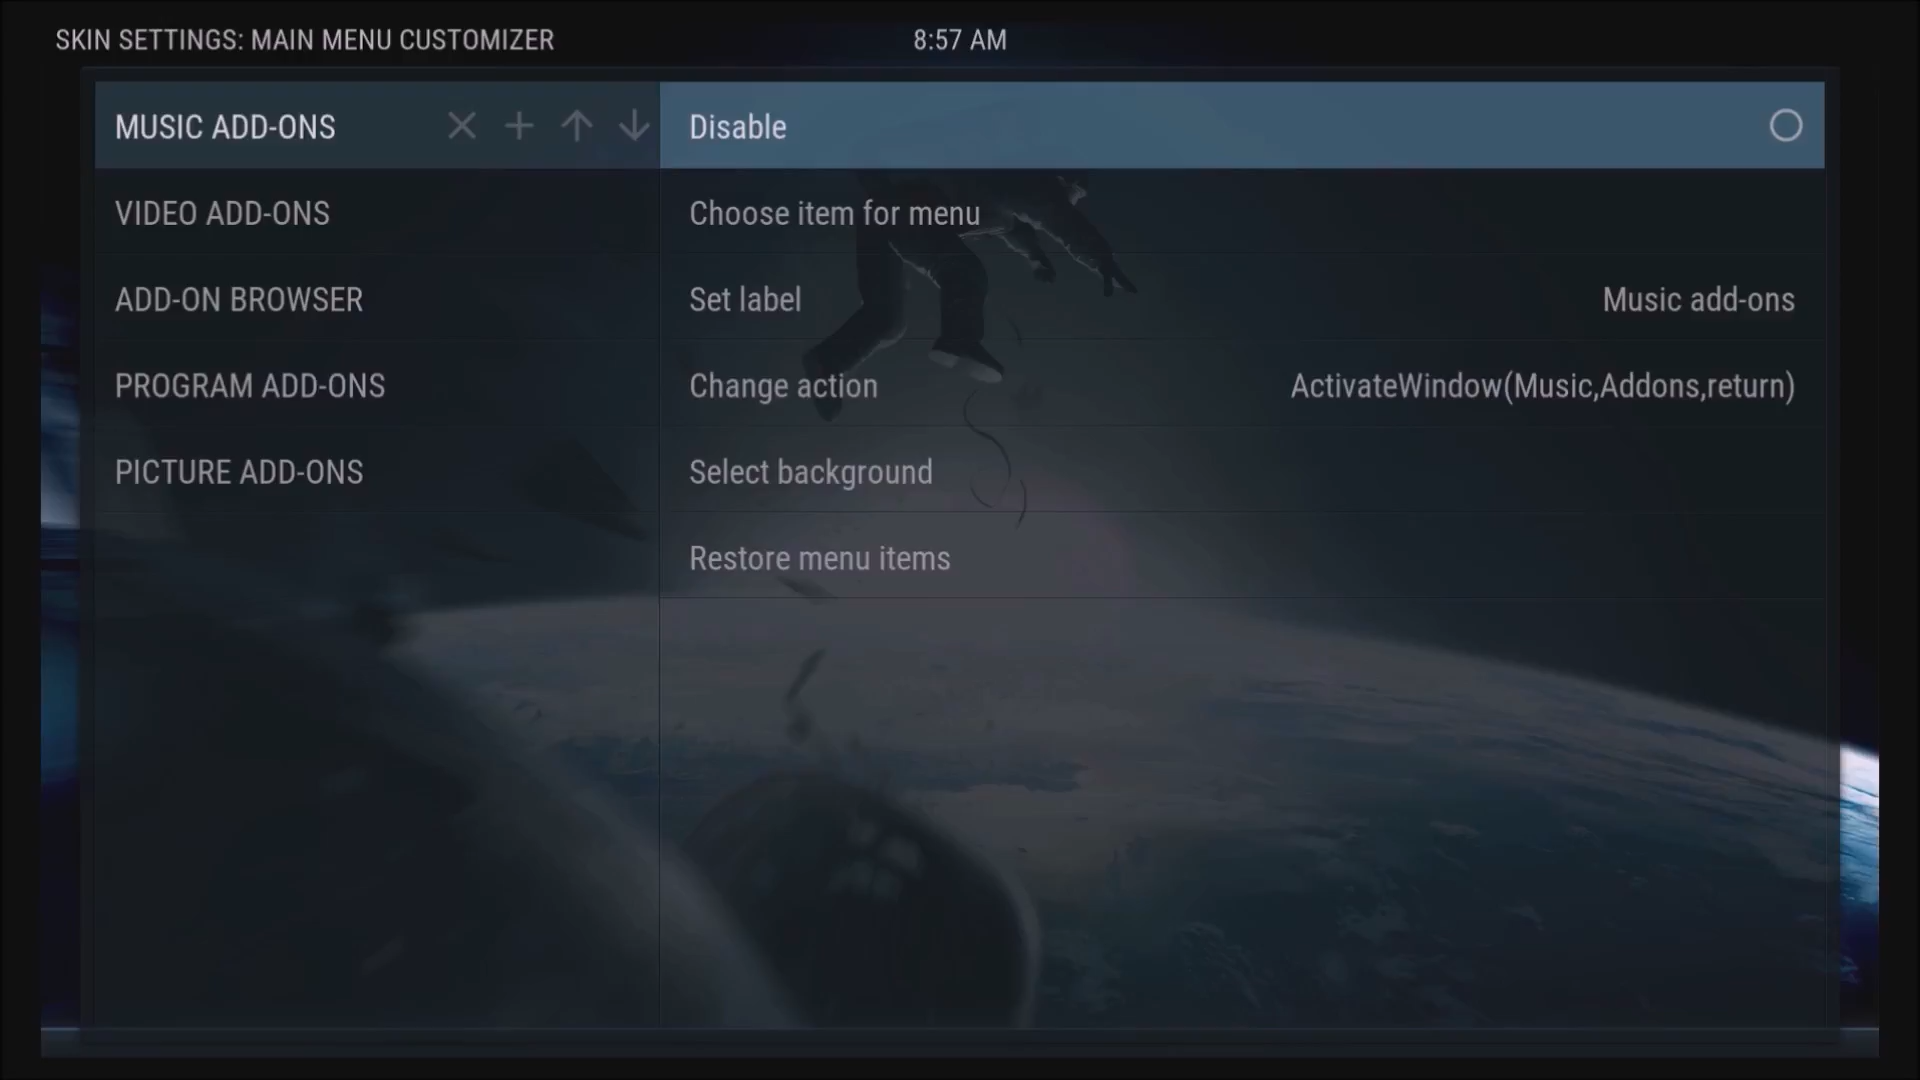 SKIN SETTINGS: MAIN MENU CUSTOMIZER
8:57 AM
MUSIC ADD-ONS
VIDEO ADD-ONS
ADD-ON BROWSER
PROGRAM ADD-ONS
PICTURE ADD-ONS
Disable
Choose item for menu
Set label Music add-ons
Change action ActivateWindow(Music,Addons,return)
Select background
Restore menu items